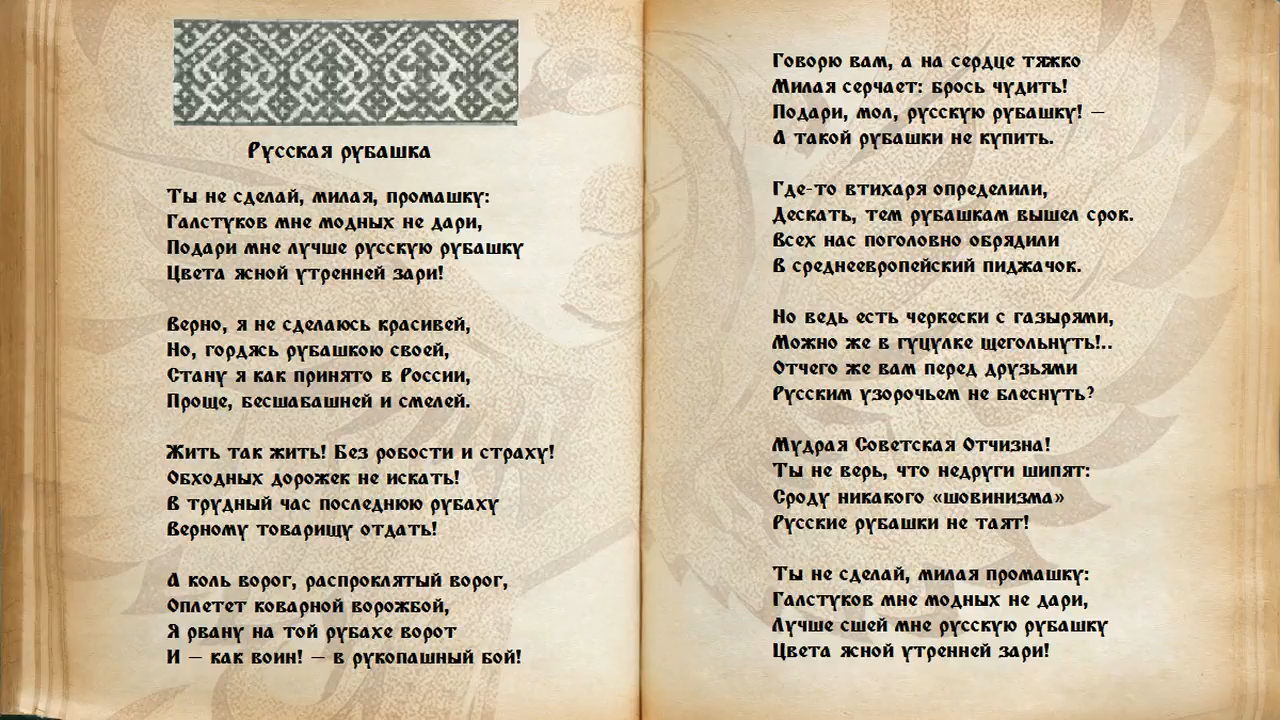 Русская рубашка
Ты не сделай, милая, промашку:
Галстуков мне модных не дари,
Подари мне лучше русскую рубашку
Цвета ясной утренней зари!
Верно, я не сделаюсь красивей,
Но, гордясь рубашкою своей,
Стану я как принято в России,
Проще, бесшабашней и смелей.
Жить так жить! Без робости и страху!
Обходных дорожек не искать!
В трудный час последнюю рубаху
Верному товарищу отдать!
А коль ворог, распроклятый ворог,
Оплетет коварной ворожбой,
Я рвану на той рубахе ворот
И – как воин! – в рукопашный бой!
Говорю вам, а на сердце тяжко
Милая серчает: брось чудить!
Подари, мол, русскую рубашку! –
А такой рубашки не купить.
Где-то втихаря определили,
Дескать, тем рубашкам вышел срок.
Всех нас поголовно обрядили
В среднеевропейский пиджачок.
Но ведь есть черкески с газырями,
Можно же в гуцулке щегольнуть!..
Отчего же вам перед друзьями
Русским узорочьем не блеснуть?
Мудрая Советская Отчизна!
Ты не верь, что недруги шипят:
Сроду никакого «шовинизма»
Русские рубашки не таят!
Ты не сделай, милая промашку:
Галстуков мне модных не дари,
Лучше сшей мне русскую рубашку
Цвета ясной утренней зари!